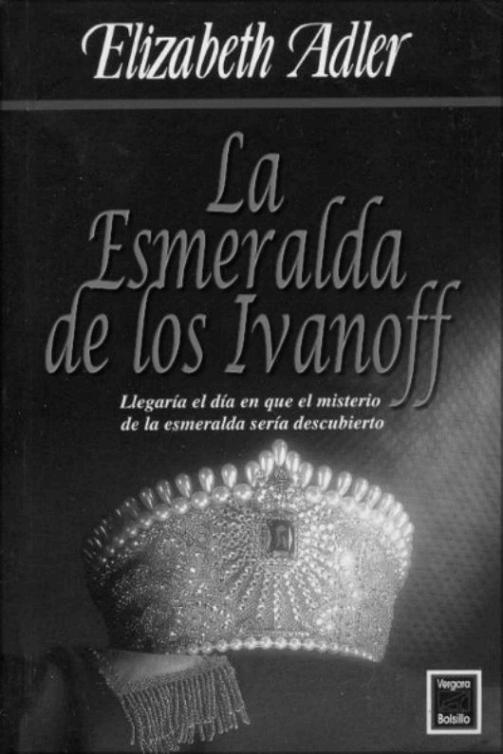 Elizabeth Adler
La
Esmeralda
de los Ivanoff
Llegaría el día en que el misterio
de la esmeralda sería descubierto
Vergara
Bolsillo